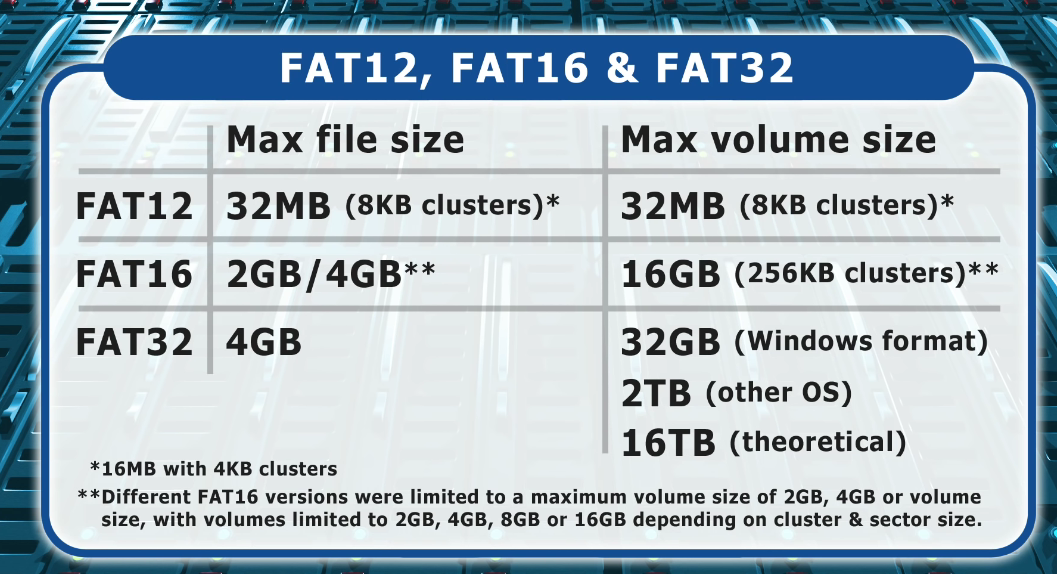 FAT12, FAT16 & FAT32
Max file size Max volume size
FAT12 32MB (8KB clusters)* 32MB (8KB clusters)*
FAT16 2GB/4GB** 16GB (256KB clusters)**
FAT32 4GB 32GB (Windows format)
2TB (other OS)
16TB (theoretical)
*16MB with 4KB clusters
**Different FAT16 versions were limited to a maximum volume size of 2GB, 4GB or volume
size, with volumes limited to 2GB, 4GB, 8GB or 16GB depending on cluster & sector size.